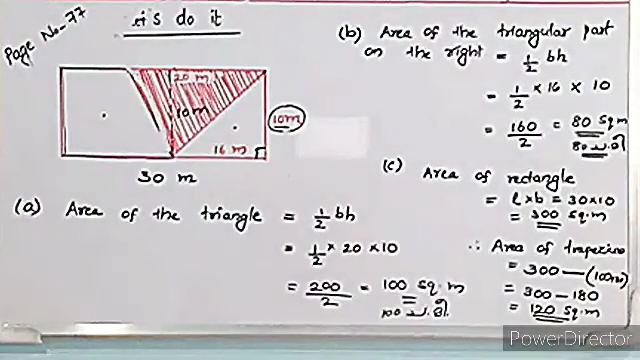 Page No-77
Let's do it
20 m
10m
10m
16 m
30 m
(a) Area of the triangle = 1/2 bh
= 1/2 × 20 × 10
= 200/2 = 100 sq.m
100 ച.മീ.
(b) Area of the triangular part
on the right = 1/2 bh
= 1/2 × 16 × 10
= 160/2 = 80 sq.m
80 ച.മീ
(c) Area of rectangle
= l × b = 30×10
= 300 sq.m
∴ Area of trapezium
= 300 — (100+80)
= 300 – 180
= 120 sq.m
PowerDirector